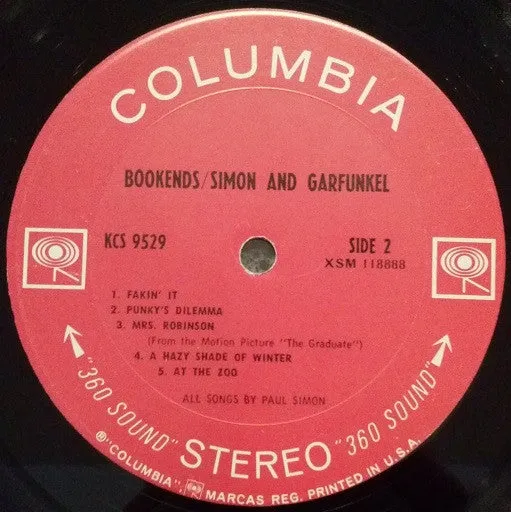 COLUMBIA
BOOKENDS/SIMON AND GARFUNKEL
KCS 9529
SIDE 2
XSM 118888
1. FAKIN' IT
2. PUNKY'S DILEMMA
3. MRS. ROBINSON
(From the Motion Picture "The Graduate")
4. A HAZY SHADE OF WINTER
5. AT THE ZOO
ALL SONGS BY PAUL SIMON
"360 SOUND" STEREO "360 SOUND"
℗"COLUMBIA", MARCAS REG. PRINTED IN U.S.A.